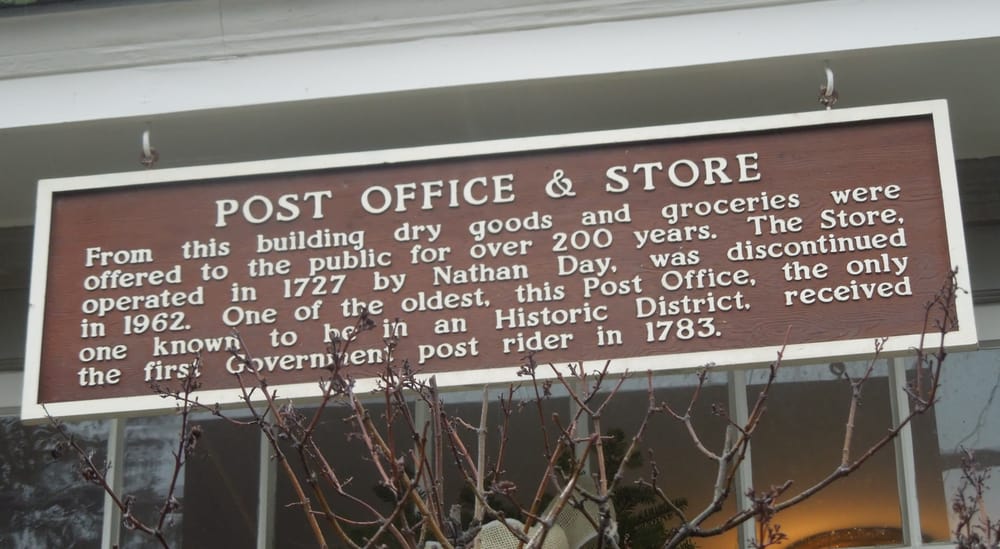 POST OFFICE & STORE
From this building dry goods and groceries were
offered to the public for over 200 years. The Store,
operated in 1727 by Nathan Day, was discontinued
in 1962. One of the oldest, this Post Office, the only
one known to be in an Historic District, received
the first Government post rider in 1783.